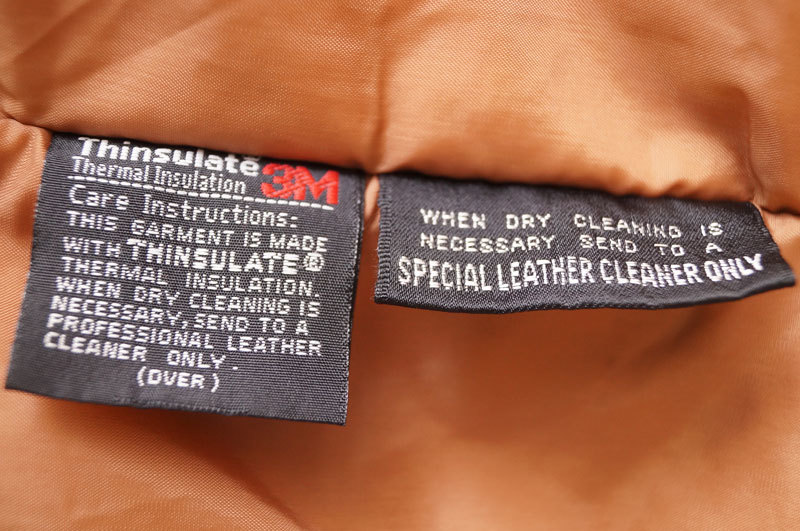 Thinsulate
Thermal Insulation 3M
Care Instructions:
THIS GARMENT IS MADE
WITH THINSULATE®
THERMAL INSULATION.
WHEN DRY CLEANING IS
NECESSARY, SEND TO A
PROFESSIONAL LEATHER
CLEANER ONLY.
(OVER)
WHEN DRY CLEANING IS
NECESSARY SEND TO A
SPECIAL LEATHER CLEANER ONLY